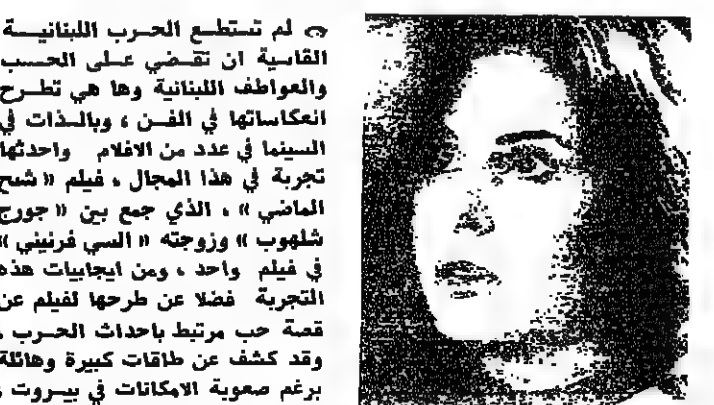 لم تستطع الحرب اللبنانية
القاسية ان تقضي على الحب
والعواطف اللبنانية وها هي تطرح
انعكاساتها في الفن ، وبالذات في
السينما في عدد من الافلام واحدثها
تجربة في هذا المجال ، فيلم « شبح
الماضي » ، الذي جمع بين « جورج
شلهوب » وزوجته « السي فرنيني »
في فيلم واحد ، ومن ايجابيات هذه
التجربة فضلا عن طرحها لفيلم عن
قصة حب مرتبط باحداث الحرب ،
وقد كشف عن طاقات كبيرة وهائلة
برغم صعوبة الامكانات في بيروت ،